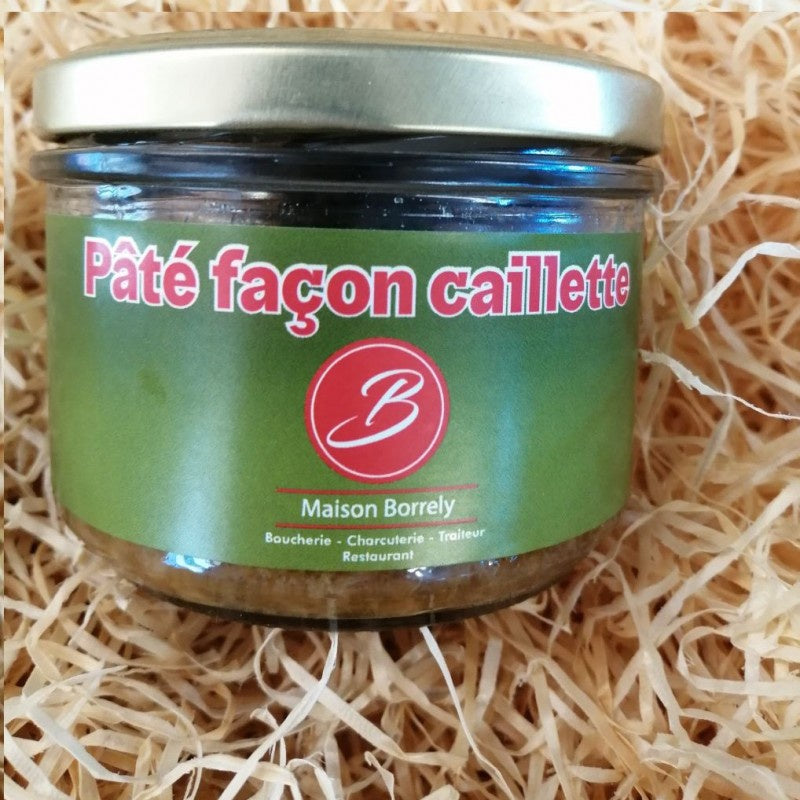 Pâté façon caillette
B
Maison Borrely
Boucherie - Charcuterie - Traiteur
Restaurant